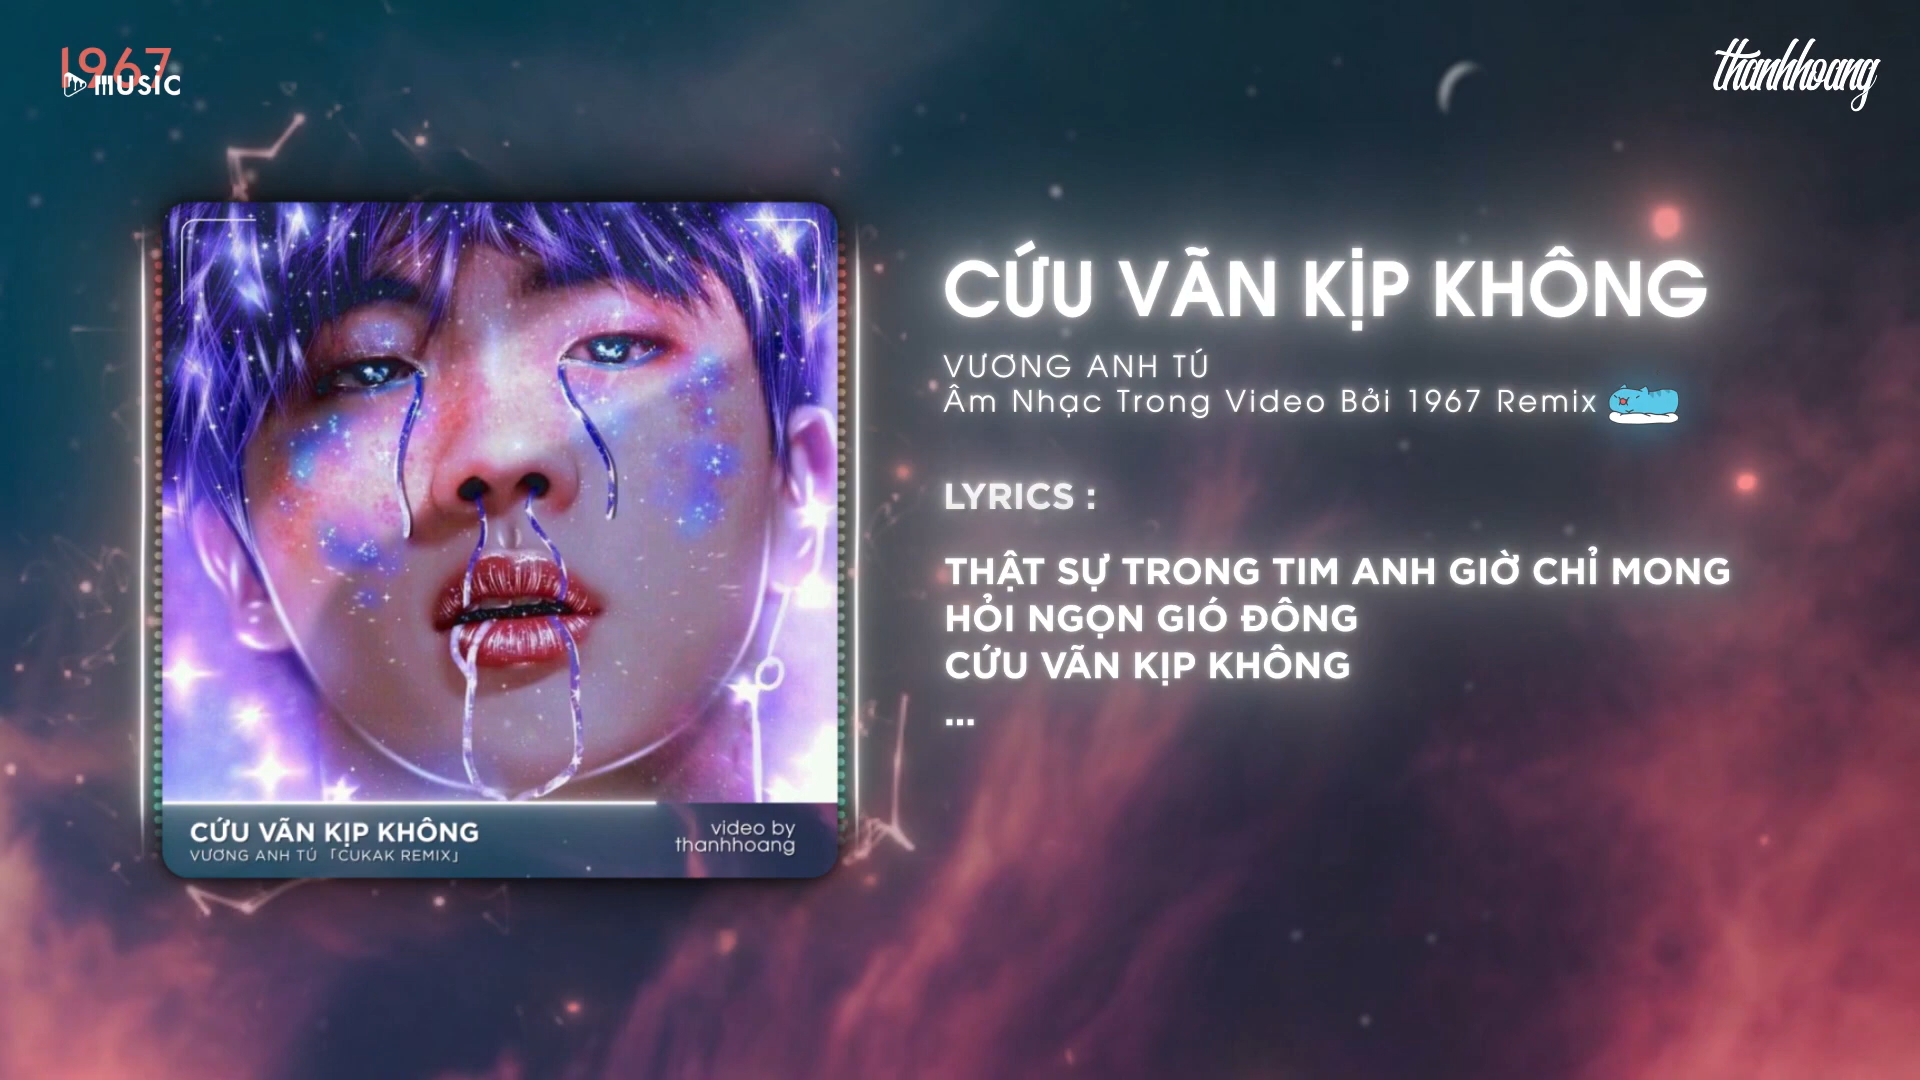 1967
music
thanhhoang
CỨU VÃN KỊP KHÔNG
VƯƠNG ANH TÚ
Âm Nhạc Trong Video Bởi 1967 Remix
LYRICS :
THẬT SỰ TRONG TIM ANH GIỜ CHỈ MONG
HỎI NGỌN GIÓ ĐÔNG
CỨU VÃN KỊP KHÔNG
...
CỨU VÃN KỊP KHÔNG
VƯƠNG ANH TÚ 「CUKAK REMIX」
video by
thanhhoang